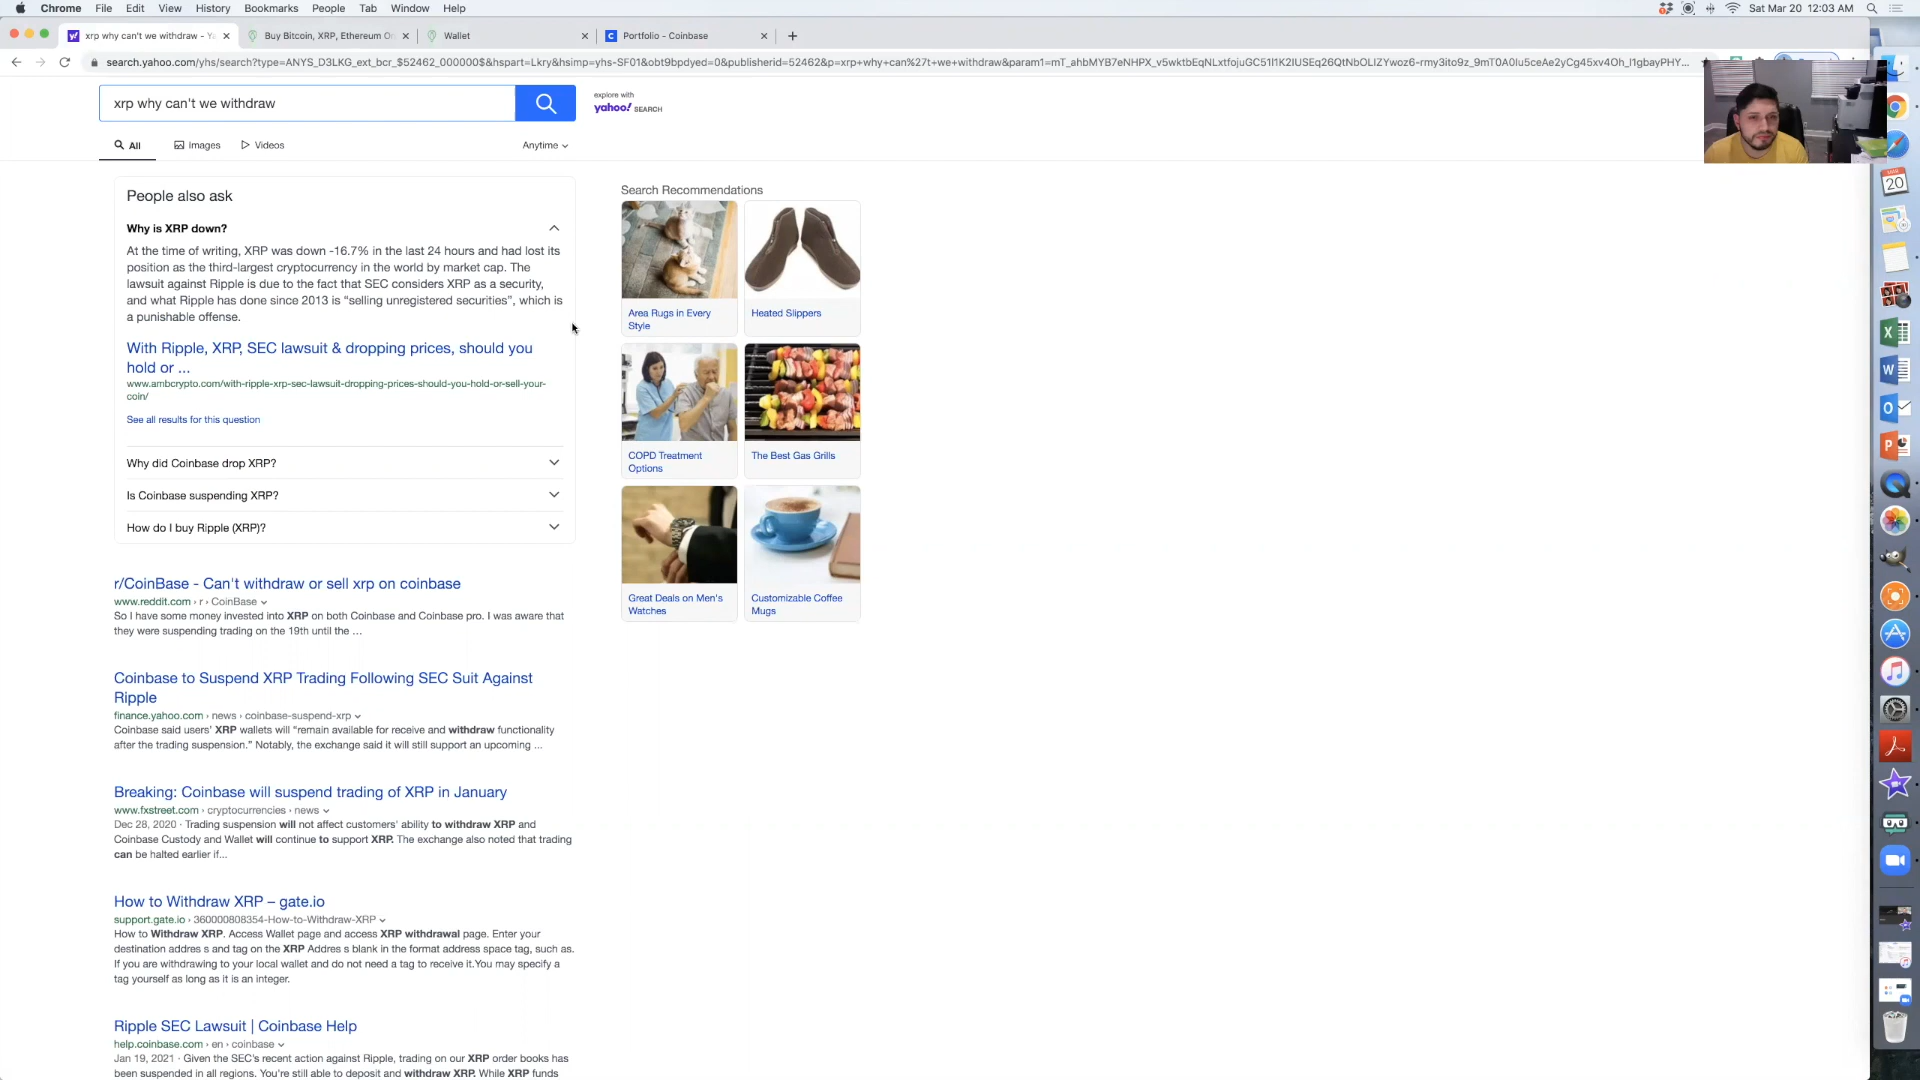 Chrome File Edit View History Bookmarks People Tab Window Help
Sat Mar 20 12:03 AM
xrp why can't we withdraw - Ya
Buy Bitcoin, XRP, Ethereum O
Wallet
Portfolio - Coinbase
xrp why can't we withdraw
explore with
yahoo! SEARCH
All Images Videos Anytime
People also ask
Why is XRP down?
At the time of writing, XRP was down -16.7% in the last 24 hours and had lost its
position as the third-largest cryptocurrency in the world by market cap. The
lawsuit against Ripple is due to the fact that SEC considers XRP as a security,
and what Ripple has done since 2013 is “selling unregistered securities”, which is
a punishable offense.
With Ripple, XRP, SEC lawsuit & dropping prices, should you
hold or ...
www.ambcrypto.com/with-ripple-xrp-sec-lawsuit-dropping-prices-should-you-hold-or-sell-your-
coin/
See all results for this question
Why did Coinbase drop XRP?
Is Coinbase suspending XRP?
How do I buy Ripple (XRP)?
r/CoinBase - Can't withdraw or sell xrp on coinbase
www.reddit.com › r › CoinBase
So I have some money invested into XRP on both Coinbase and Coinbase pro. I was aware that
they were suspending trading on the 19th until the ...
Coinbase to Suspend XRP Trading Following SEC Suit Against
Ripple
finance.yahoo.com › news › coinbase-suspend-xrp
Coinbase said users' XRP wallets will “remain available for receive and withdraw functionality
after the trading suspension.” Notably, the exchange said it will still support an upcoming ...
Breaking: Coinbase will suspend trading of XRP in January
www.fxstreet.com › cryptocurrencies › news
Dec 28, 2020 · Trading suspension will not affect customers' ability to withdraw XRP and
Coinbase Custody and Wallet will continue to support XRP. The exchange also noted that trading
can be halted earlier if...
How to Withdraw XRP – gate.io
support.gate.io › 360000808354-How-to-Withdraw-XRP
How to Withdraw XRP. Access Wallet page and access XRP withdrawal page. Enter your
destination addres s and tag on the XRP Addres s blank in the format address space tag, such as.
If you are withdrawing to your local wallet and do not need a tag to receive it.You may specify a
tag yourself as long as it is an integer.
Ripple SEC Lawsuit | Coinbase Help
help.coinbase.com › en › coinbase
Jan 19, 2021 · Given the SEC's recent action against Ripple, trading on our XRP order books has
been suspended in all regions. You're still able to deposit and withdraw XRP. While XRP funds
Search Recommendations
Area Rugs in Every
Style
Heated Slippers
COPD Treatment
Options
The Best Gas Grills
Great Deals on Men's
Watches
Customizable Coffee
Mugs
20